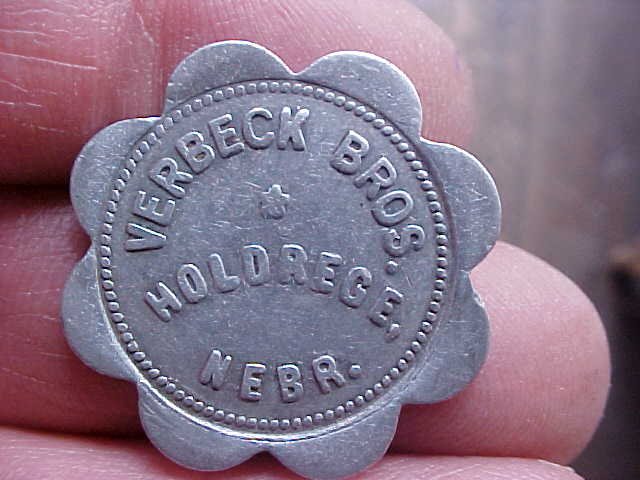 VERBECK BROS.
HOLDREGE,
NEBR.